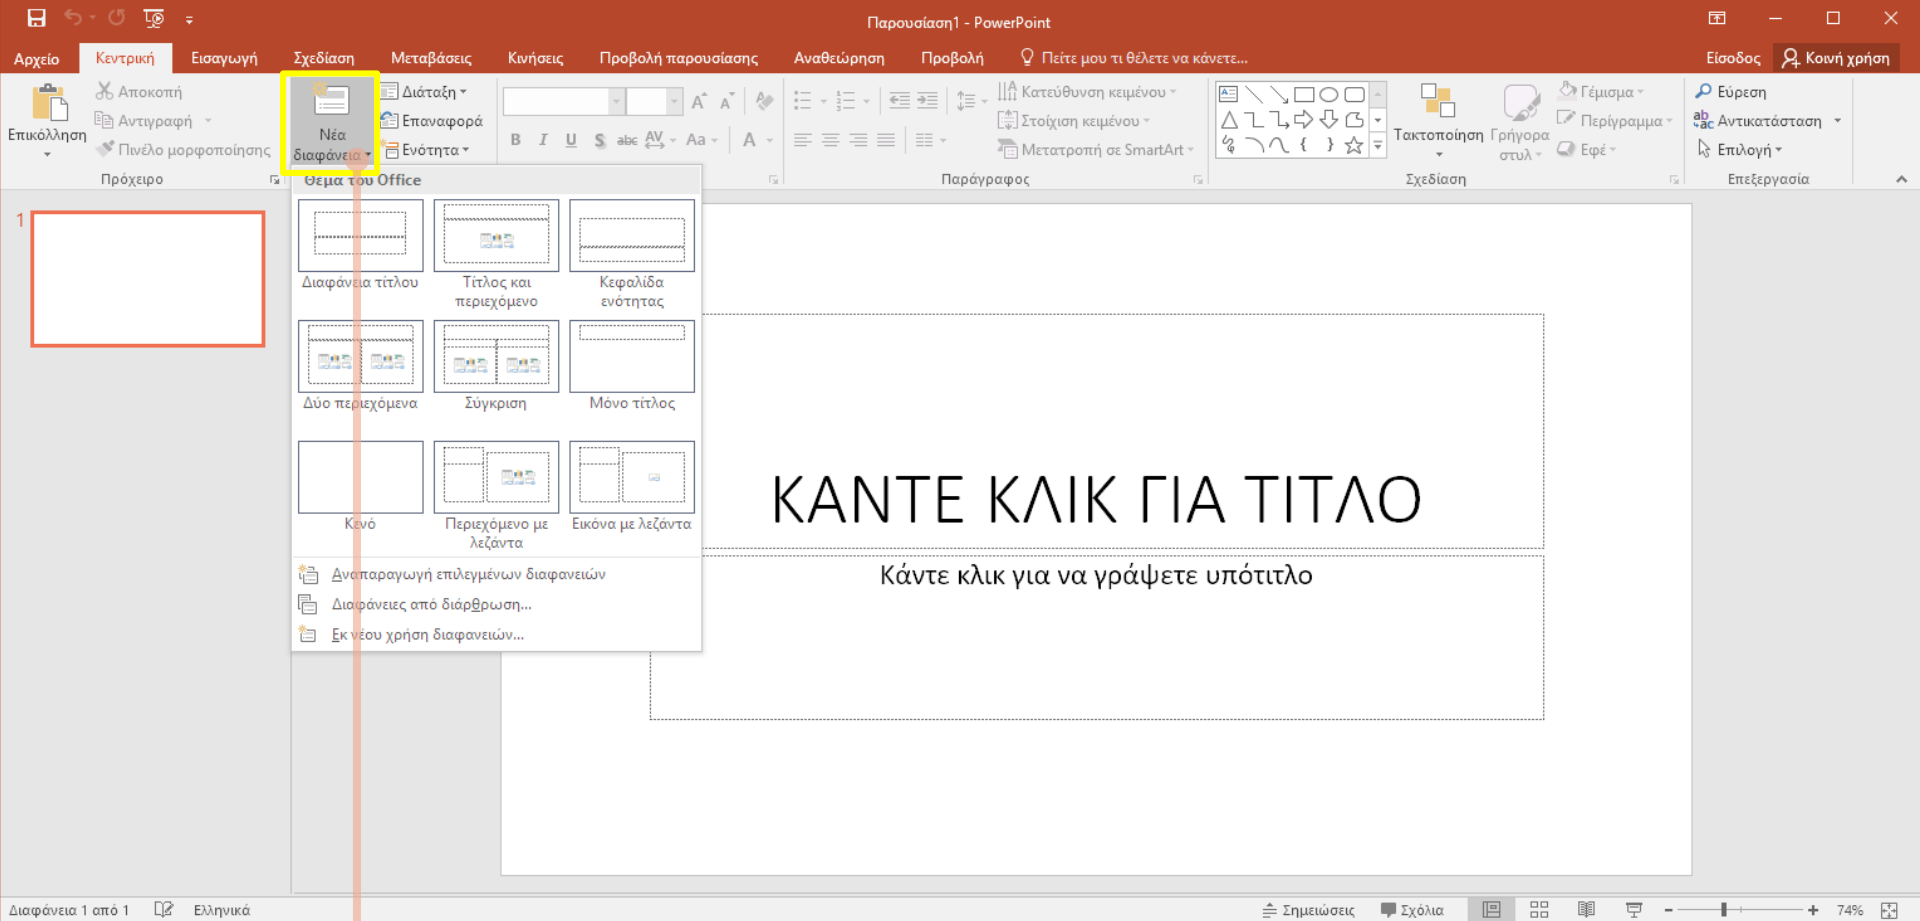 Παρουσίαση1 - PowerPoint
Αρχείο Κεντρική Εισαγωγή Σχεδίαση Μεταβάσεις Κινήσεις Προβολή παρουσίασης Αναθεώρηση Προβολή Πείτε μου τι θέλετε να κάνετε... Είσοδος Κοινή χρήση
Επικόλληση
Αποκοπή
Αντιγραφή
Πινέλο μορφοποίησης
Πρόχειρο
Νέα
διαφάνεια
Διάταξη
Επαναφορά
Ενότητα
B I U S abc AV Aa A
Κατεύθυνση κειμένου
Στοίχιση κειμένου
Μετατροπή σε SmartArt
Παράγραφος
Τακτοποίηση
Γρήγορα
στυλ
Γέμισμα
Περίγραμμα
Εφέ
Σχεδίαση
Εύρεση
Αντικατάσταση
Επιλογή
Επεξεργασία
Θέμα του Office
Διαφάνεια τίτλου
Τίτλος και
περιεχόμενο
Κεφαλίδα
ενότητας
Δύο περιεχόμενα
Σύγκριση
Μόνο τίτλος
Κενό
Περιεχόμενο με
λεζάντα
Εικόνα με λεζάντα
Αναπαραγωγή επιλεγμένων διαφανειών
Διαφάνειες από διάρθρωση...
Εκ νέου χρήση διαφανειών...
1
ΚΑΝΤΕ ΚΛΙΚ ΓΙΑ ΤΙΤΛΟ
Κάντε κλικ για να γράψετε υπότιτλο
Διαφάνεια 1 από 1 Ελληνικά Σημειώσεις Σχόλια 74%